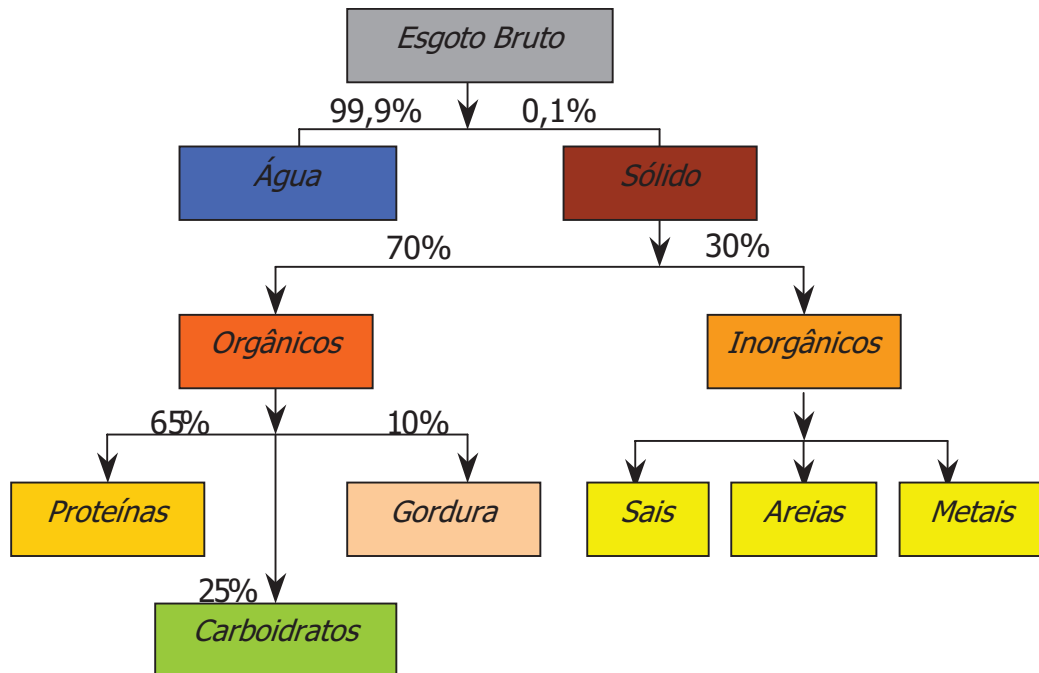 Esgoto Bruto
99,9%
0,1%
Água
Sólido
70%
30%
Orgânicos
Inorgânicos
65%
10%
Proteínas
Gordura
Sais
Areias
Metais
25%
Carboidratos